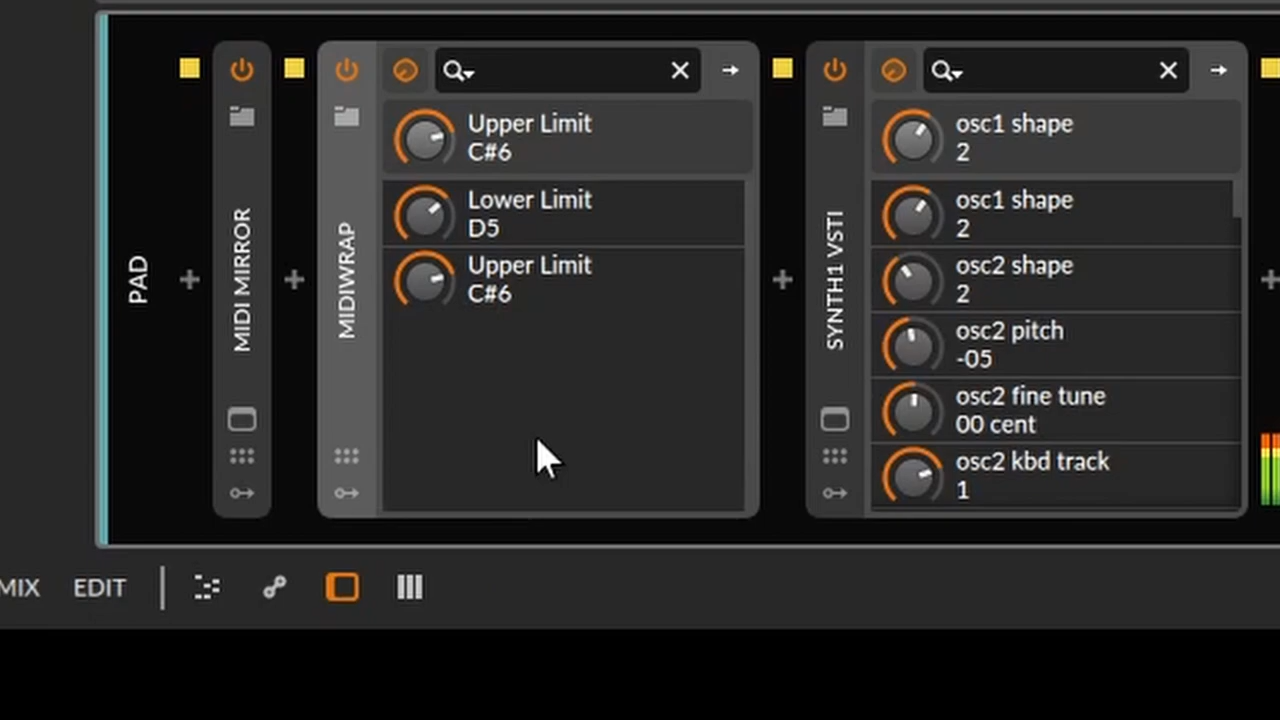 PAD
MIDI MIRROR
MIDIWRAP
Upper Limit
C#6
Lower Limit
D5
Upper Limit
C#6
SYNTH1 VSTI
osc1 shape
2
osc1 shape
2
osc2 shape
2
osc2 pitch
-05
osc2 fine tune
00 cent
osc2 kbd track
1
MIX EDIT